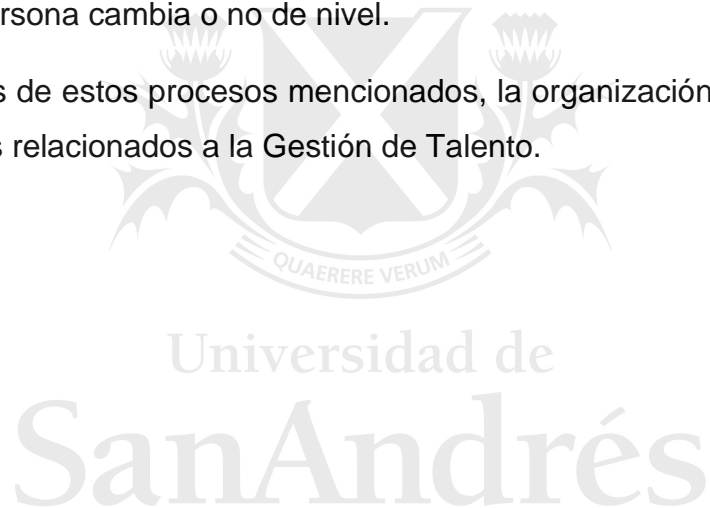 rsona cambia o no de nivel.
s de estos procesos mencionados, la organización
s relacionados a la Gestión de Talento.
QUAERERE VERUM
Universidad de
SanAndrés